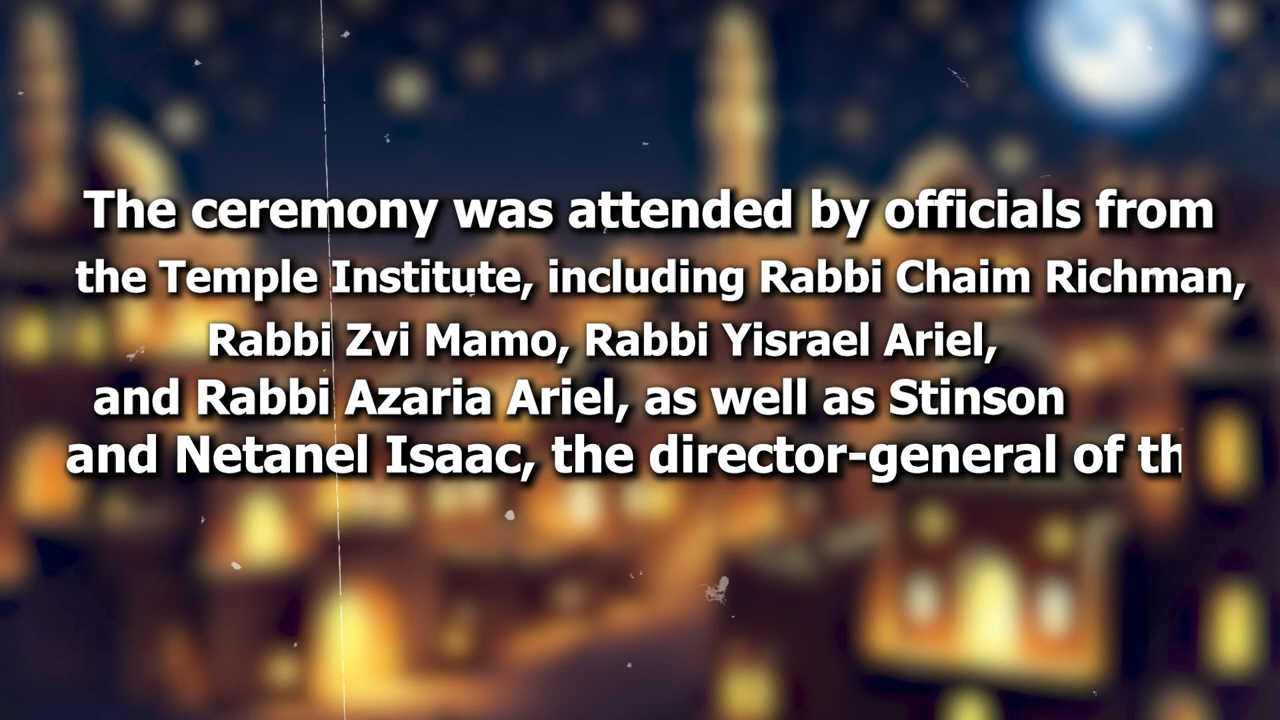 The ceremony was attended by officials from
the Temple Institute, including Rabbi Chaim Richman,
Rabbi Zvi Mamo, Rabbi Yisrael Ariel,
and Rabbi Azaria Ariel, as well as Stinson
and Netanel Isaac, the director-general of th